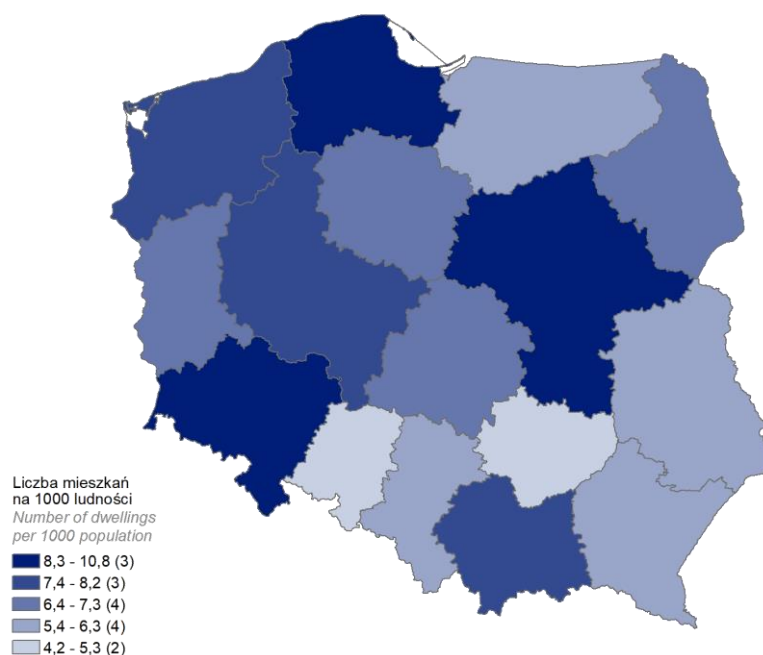 Liczba mieszkań
na 1000 ludności
Number of dwellings
per 1000 population
8,3 - 10,8 (3)
7,4 - 8,2 (3)
6,4 - 7,3 (4)
5,4 - 6,3 (4)
4,2 - 5,3 (2)